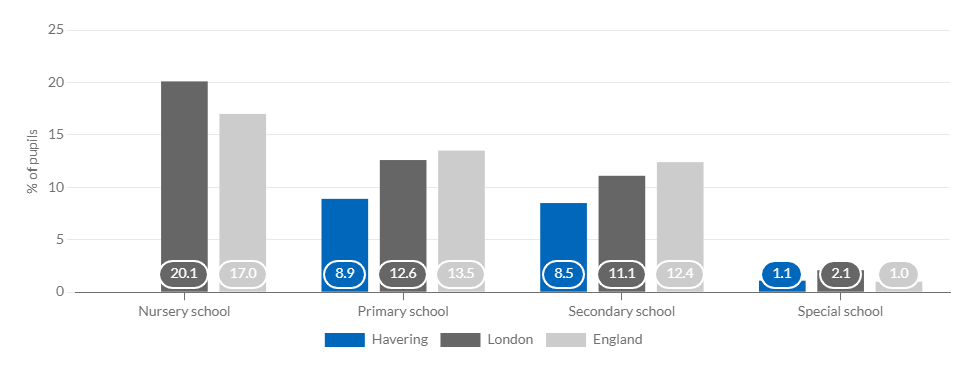 25
20
15
10
5
0
% of pupils
20.1 17.0 8.9 12.6 13.5 8.5 11.1 12.4 1.1 2.1 1.0
Nursery school Primary school Secondary school Special school
Havering London England